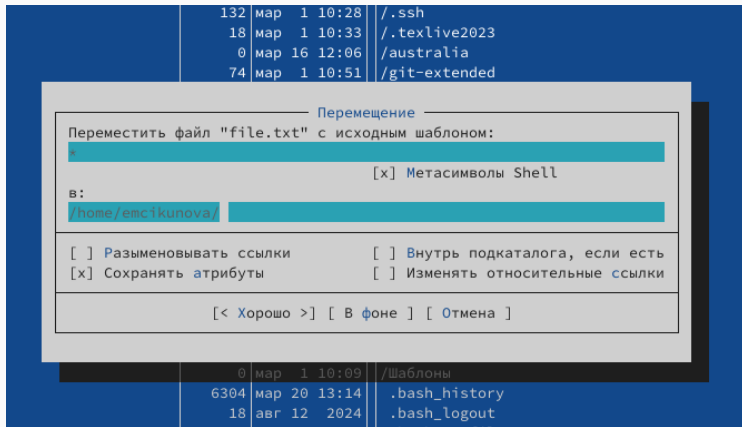 132 мар 1 10:28 /.ssh
18 мар 1 10:33 /.texlive2023
0 мар 16 12:06 /australia
74 мар 1 10:51 /git-extended
Перемещение
Переместить файл "file.txt" с исходным шаблоном:
*
[x] Метасимволы Shell
в:
/home/emcikunova/
[ ] Разыменовывать ссылки [ ] Внутрь подкаталога, если есть
[x] Сохранять атрибуты [ ] Изменять относительные ссылки
[< Хорошо >] [ В фоне ] [ Отмена ]
0 мар 1 10:09 /Шаблоны
6304 мар 20 13:14 .bash_history
18 авг 12 2024 .bash_logout